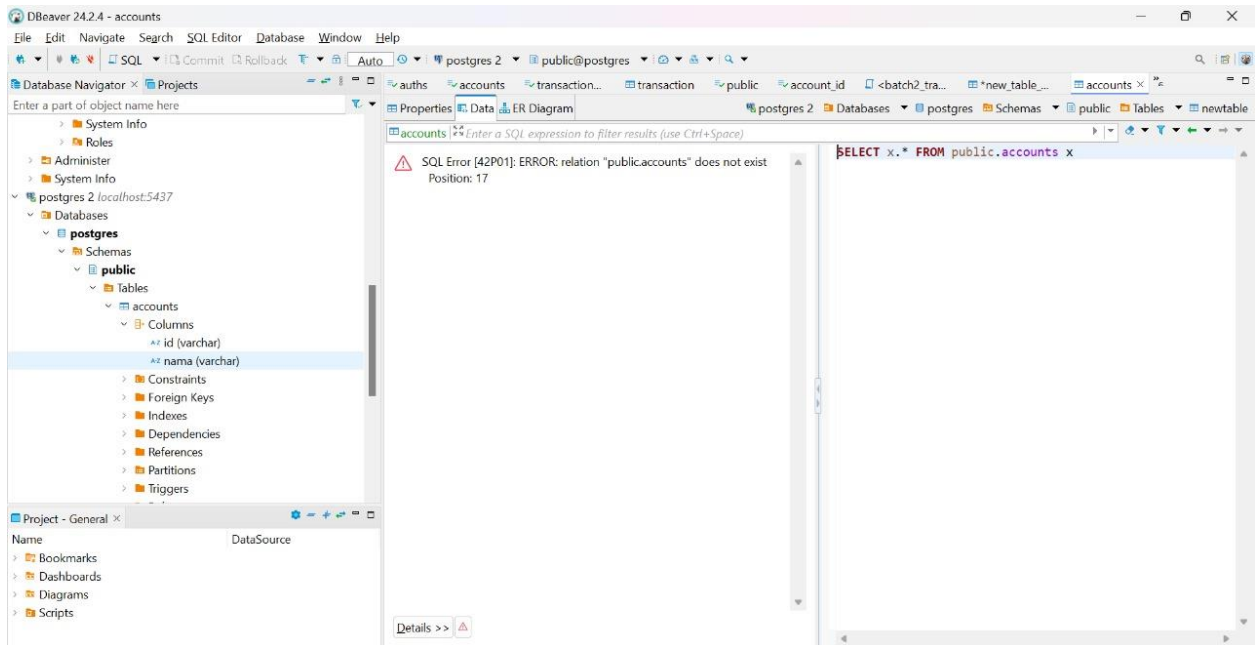 DBeaver 24.2.4 - accounts
File Edit Navigate Search SQL Editor Database Window Help
SQL Commit Rollback Auto postgres 2 public@postgres
Database Navigator Projects
Enter a part of object name here
System Info
Roles
Administer
System Info
postgres 2 localhost:5437
Databases
postgres
Schemas
public
Tables
accounts
Columns
id (varchar)
nama (varchar)
Constraints
Foreign Keys
Indexes
Dependencies
References
Partitions
Triggers
Project - General
Name DataSource
Bookmarks
Dashboards
Diagrams
Scripts
auths accounts transaction... transaction public account_id <batch2_tra... *new_table_... accounts
Properties Data ER Diagram postgres 2 Databases postgres Schemas public Tables newtable
accounts Enter a SQL expression to filter results (use Ctrl+Space)
SQL Error [42P01]: ERROR: relation "public.accounts" does not exist
Position: 17
Details >>
SELECT x.* FROM public.accounts x